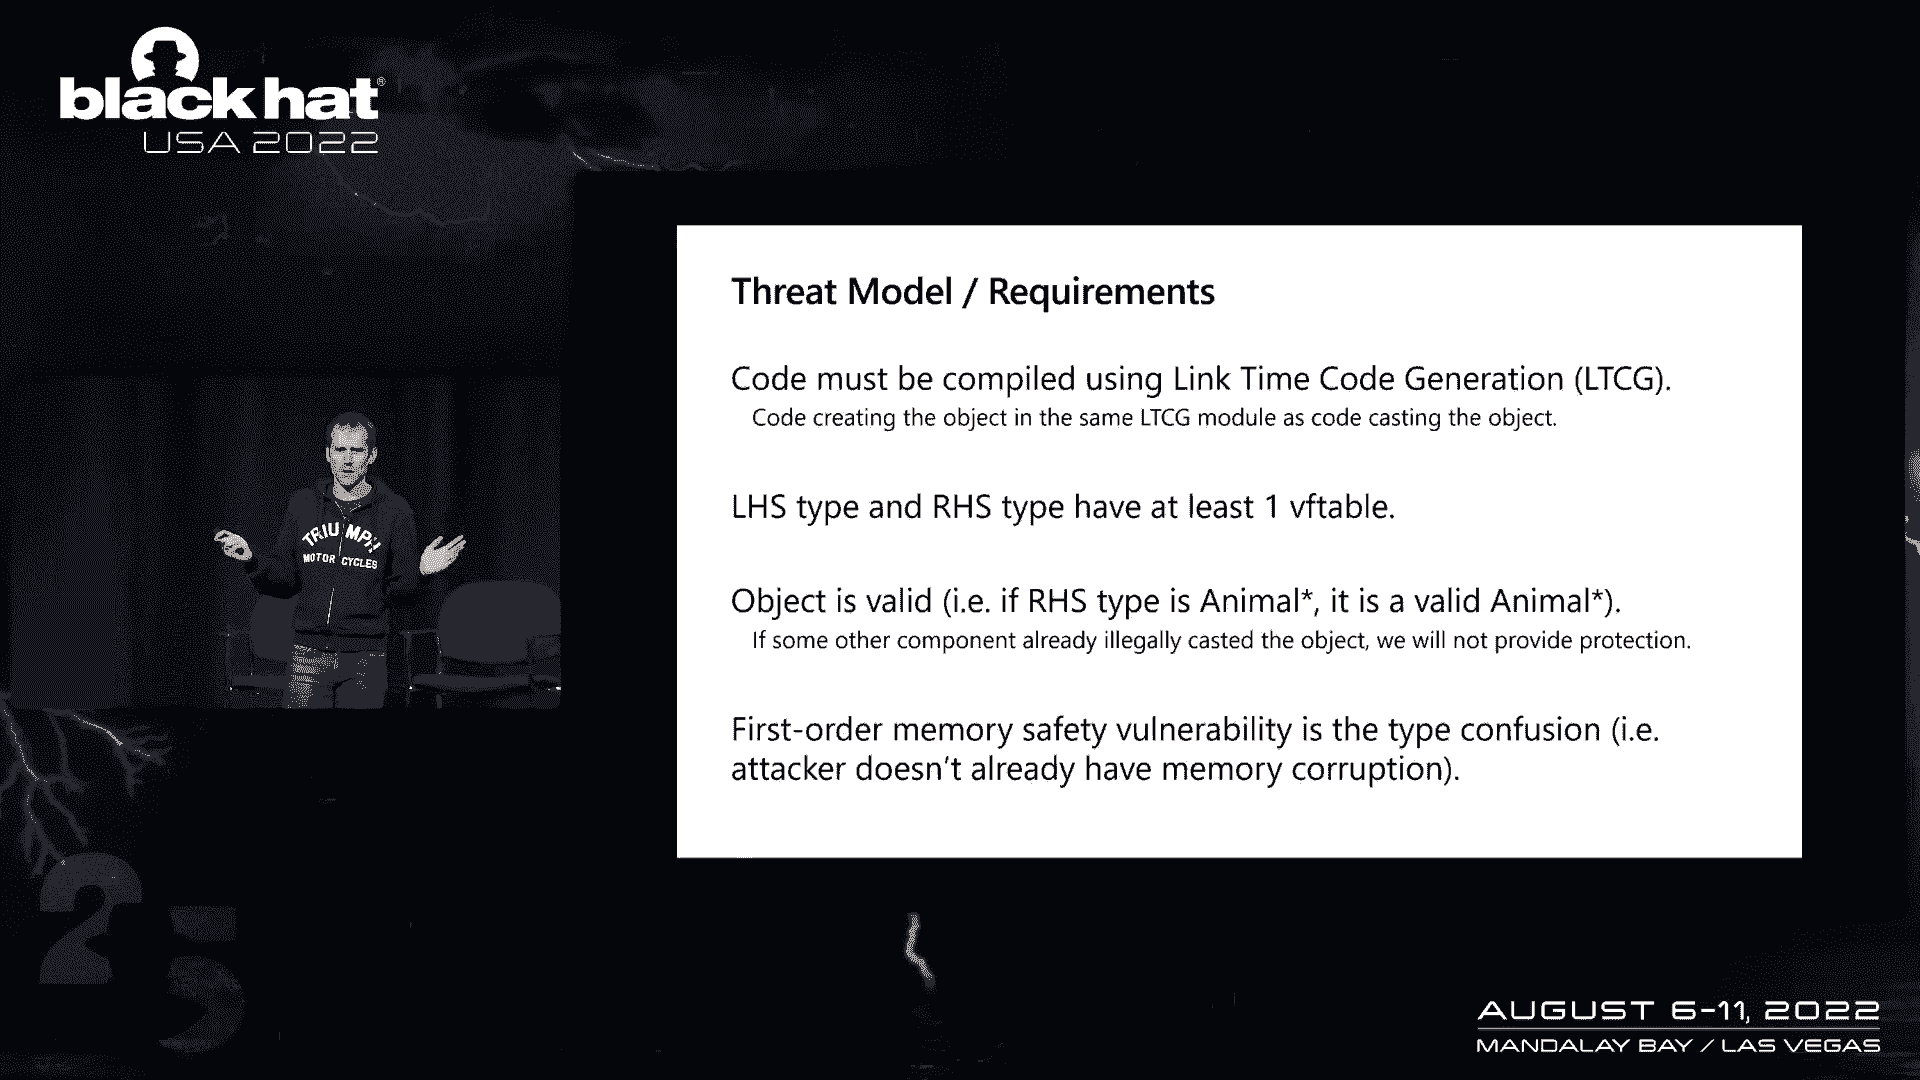 black hat®
USA 2022
TRIUMPH
MOTOR CYCLES
Threat Model / Requirements
Code must be compiled using Link Time Code Generation (LTCG).
Code creating the object in the same LTCG module as code casting the object.
LHS type and RHS type have at least 1 vftable.
Object is valid (i.e. if RHS type is Animal*, it is a valid Animal*).
If some other component already illegally casted the object, we will not provide protection.
First-order memory safety vulnerability is the type confusion (i.e.
attacker doesn’t already have memory corruption).
25
AUGUST 6-11, 2022
MANDALAY BAY / LAS VEGAS